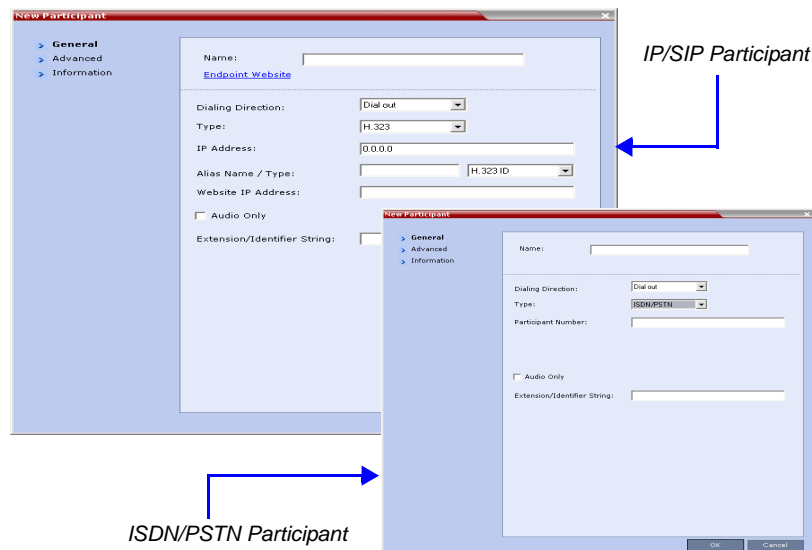 New Participant
General
Advanced
Information
Name:
Endpoint Website
Dialing Direction: Dial out
Type: H.323
IP Address: 0.0.0.0
Alias Name / Type: H.323 ID
Website IP Address:
Audio Only
Extension/Identifier String:
IP/SIP Participant
New Participant
General
Advanced
Information
Name:
Dialing Direction: Dial out
Type: ISDN/PSTN
Participant Number:
Audio Only
Extension/Identifier String:
OK Cancel
ISDN/PSTN Participant